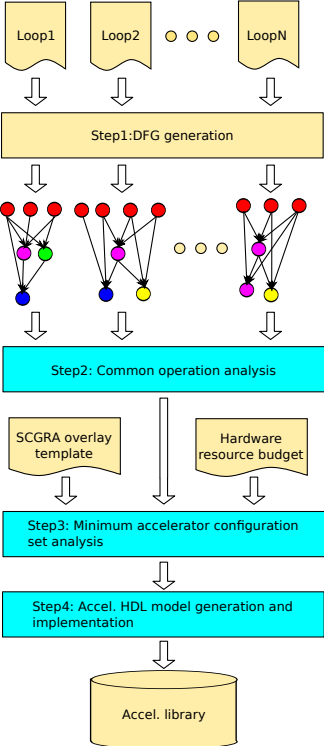 Loop1
Loop2
LoopN
Step1:DFG generation
Step2: Common operation analysis
SCGRA overlay
template
Hardware
resource budget
Step3: Minimum accelerator configuration
set analysis
Step4: Accel. HDL model generation and
implementation
Accel. library